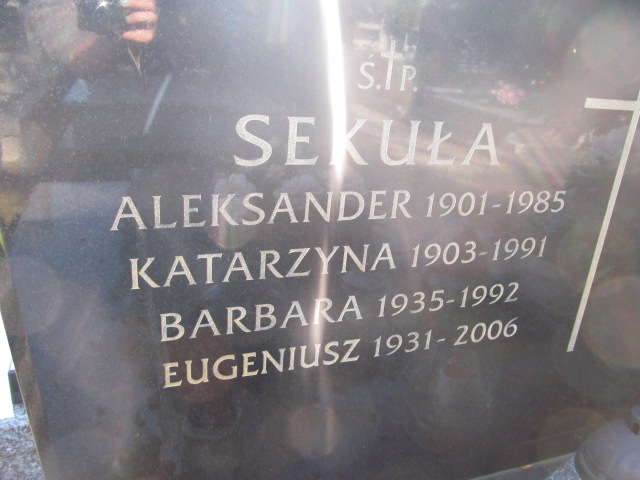 Ś.†P.
SEKUŁA
ALEKSANDER 1901-1985
KATARZYNA 1903-1991
BARBARA 1935-1992
EUGENIUSZ 1931-2006